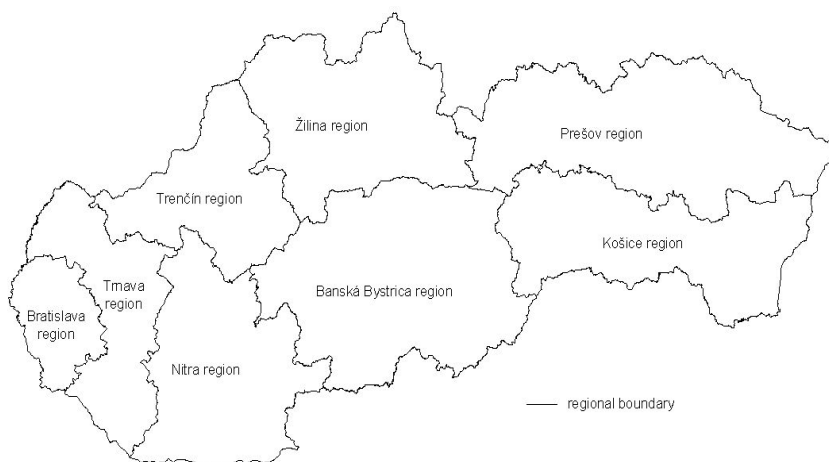 Žilina region
Prešov region
Trenčín region
Košice region
Trnava
region
Banská Bystrica region
Bratislava
region
Nitra region
regional boundary